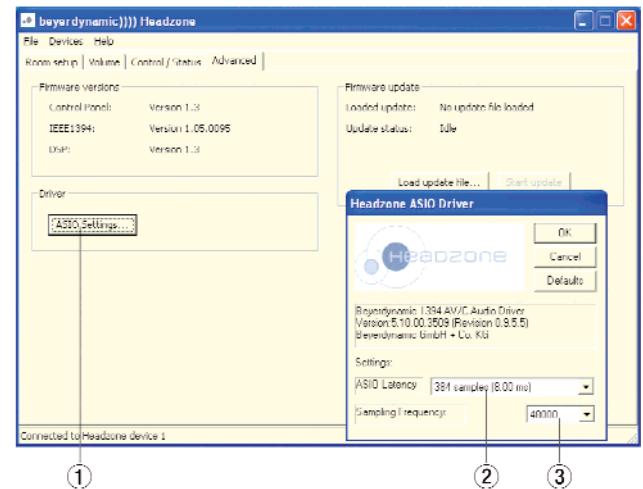 beyerdynamic)))) Headzone
File Devices Help
Room setup Volume Control / Status Advanced
Firmware versions
Control Panel: Version 1.3
IEEE1394: Version 1.05.0095
DSP: Version 1.3
Firmware update
Loaded update: No update file loaded
Update status: Idle
Load update file... Start update
Driver
ASIO Settings...
Headzone ASIO Driver
HEADZONE
OK
Cancel
Defaults
Beyerdynamic 1394 AV/C Audio Driver
Version:5.10.00.3509 (Revision 0.9.5.5)
Beyerdynamic GmbH + Co. KG
Settings:
ASIO Latency 384 samples (8.00 ms)
Sampling Frequency: 48000
Connected to Headzone device 1
1 2 3